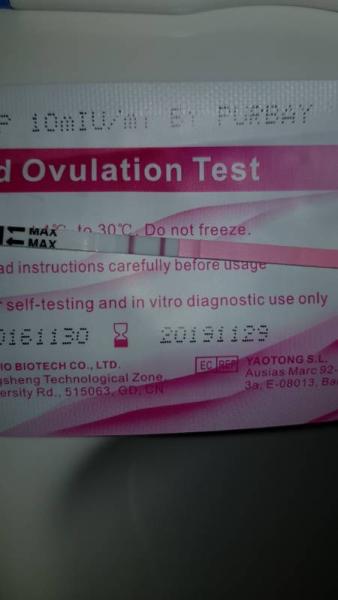 10mIU/ml BY PURBAY
d Ovulation Test
to 30°C. Do not freeze.
MAX
MAX
ad instructions carefully before usage
r self-testing and in vitro diagnostic use only
0161130 20191129
IO BIOTECH CO., LTD.
gsheng Technological Zone
ersity Rd., 515063, GD, CN
EC REP
YAOTONG S.L.
Ausias Marc 92-
3a, E-08013, Ba